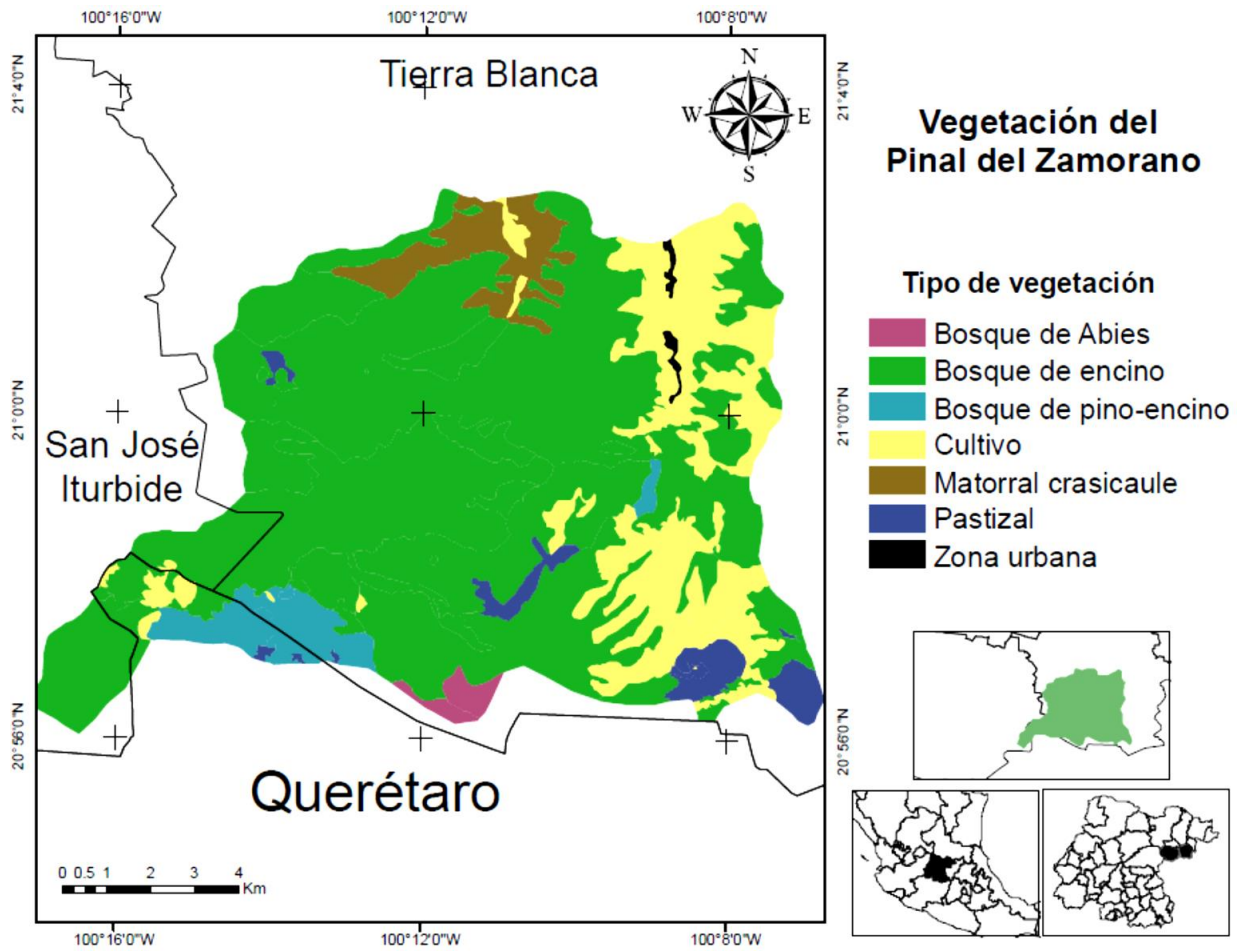 100°16'0"W 100°12'0"W 100°8'0"W
21°4'0"N
21°4'0"N
Tierra Blanca
N
W E
S
Vegetación del
Pinal del Zamorano
Tipo de vegetación
Bosque de Abies
Bosque de encino
Bosque de pino-encino
Cultivo
Matorral crasicaule
Pastizal
Zona urbana
21°0'0"N
21°0'0"N
San José
Iturbide
20°56'0"N
20°56'0"N
Querétaro
0 0.5 1 2 3 4
Km
100°16'0"W 100°12'0"W 100°8'0"W